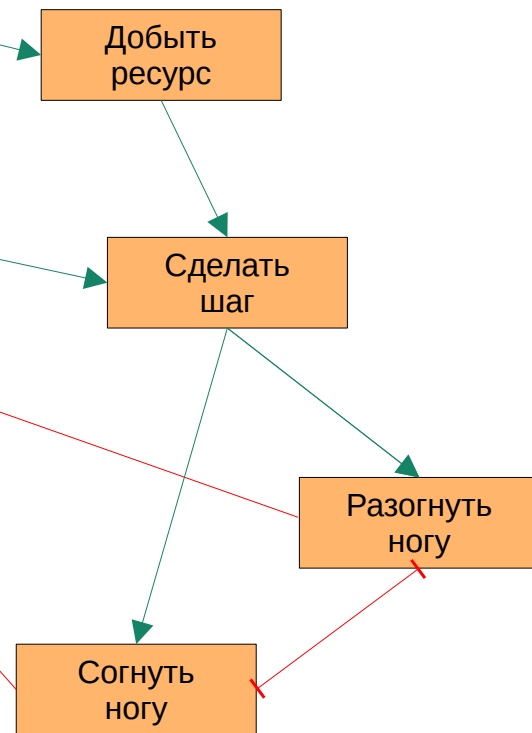 Добыть
ресурс
Сделать
шаг
Разогнуть
ногу
Согнуть
ногу